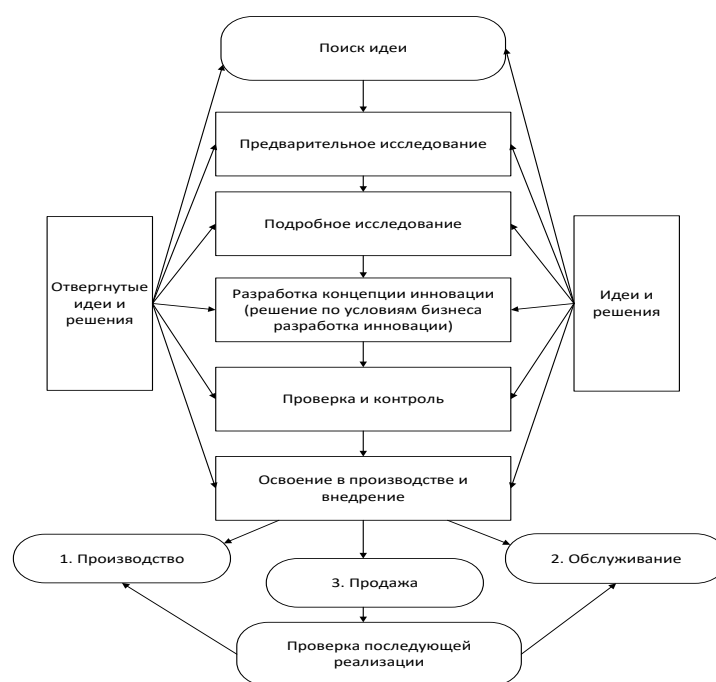 Поиск идеи
Предварительное исследование
Подробное исследование
Отвергнутые
идеи и
решения
Разработка концепции инновации
(решение по условиям бизнеса
разработка инновации)
Идеи и
решения
Проверка и контроль
Освоение в производстве и
внедрение
1. Производство
2. Обслуживание
3. Продажа
Проверка последующей
реализации